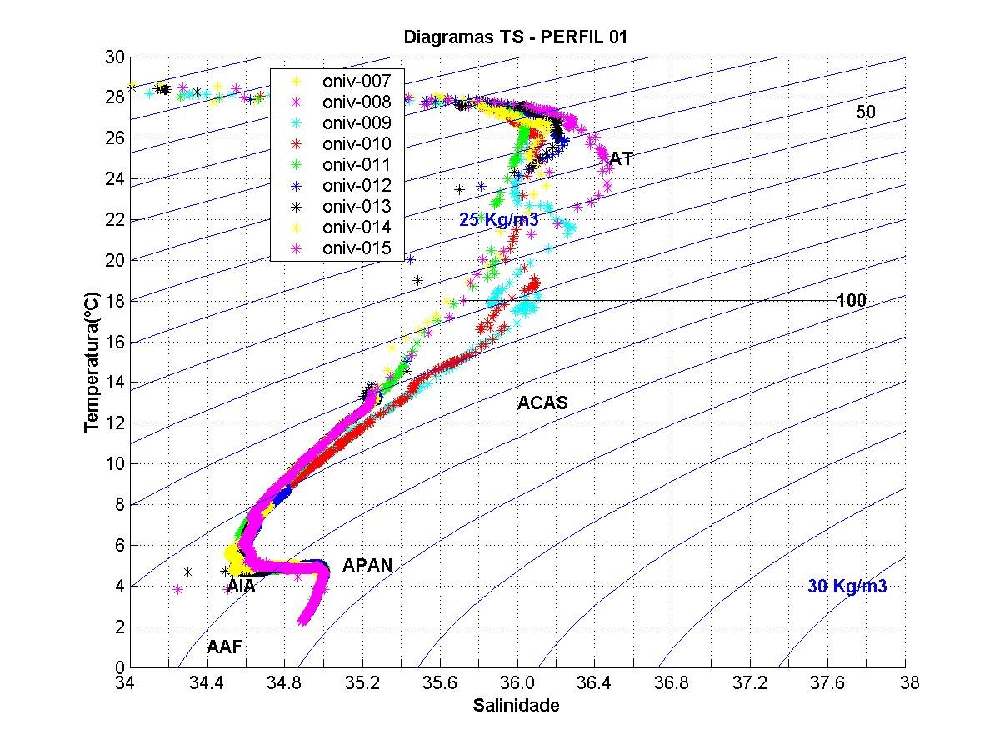 Diagramas TS - PERFIL 01
30
28
26
24
22
20
18
16
14
12
10
8
6
4
2
0
Temperatura(ºC)
oniv-007
oniv-008
oniv-009
oniv-010
oniv-011
oniv-012
oniv-013
oniv-014
oniv-015
50
AT
25 Kg/m3
100
ACAS
APAN
AIA
30 Kg/m3
AAF
34 34.4 34.8 35.2 35.6 36.0 36.4 36.8 37.2 37.6 38
Salinidade